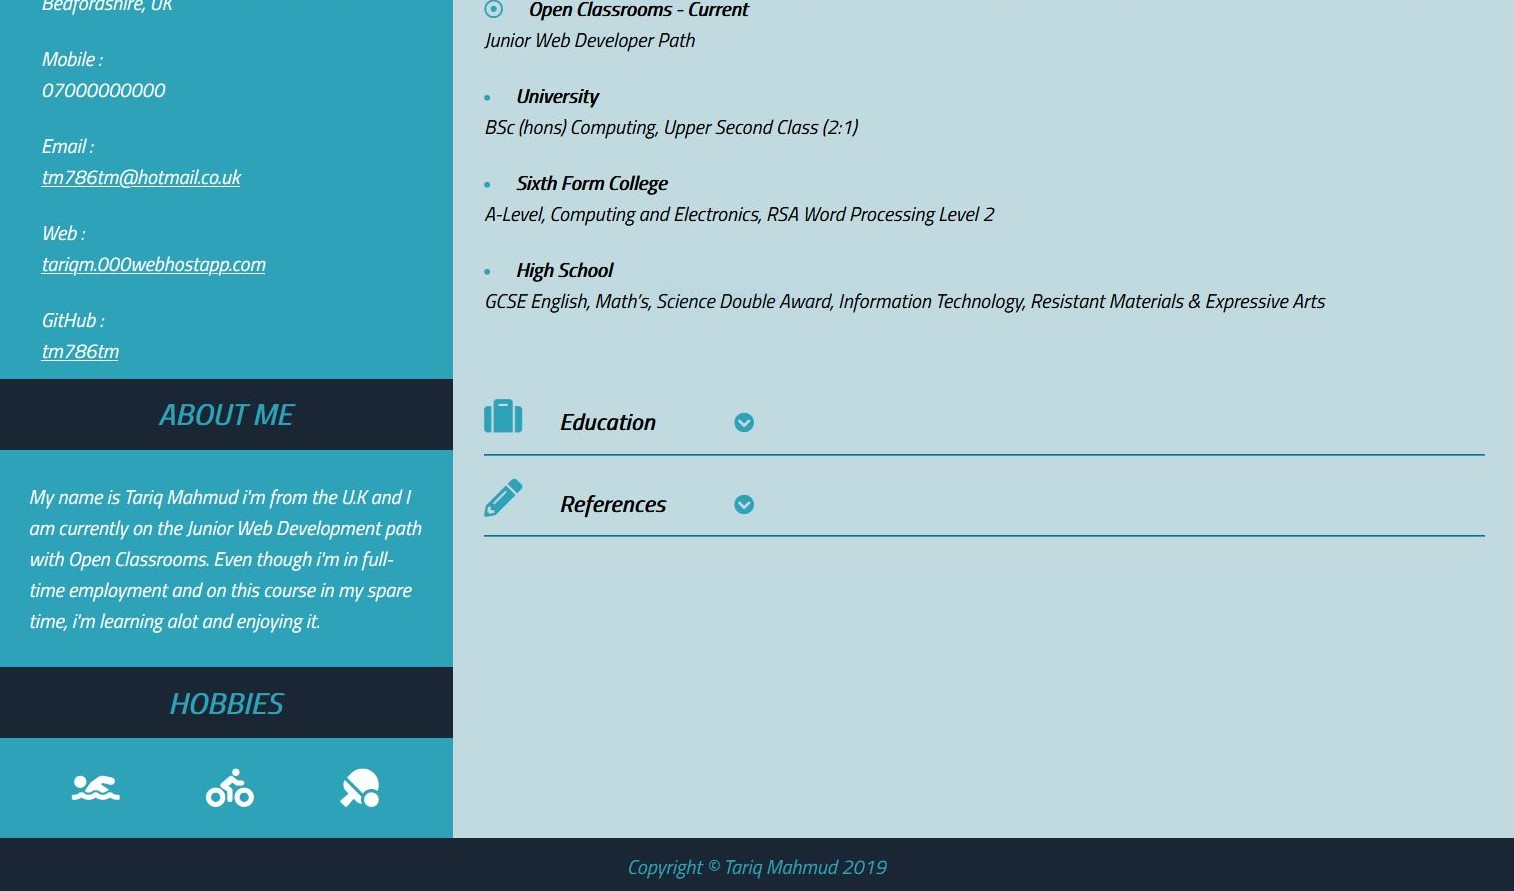 Bedfordshire, UK
Mobile :
07000000000
Email :
tm786tm@hotmail.co.uk
Web :
tariqm.000webhostapp.com
GitHub :
tm786tm
ABOUT ME
My name is Tariq Mahmud i'm from the U.K and I
am currently on the Junior Web Development path
with Open Classrooms. Even though i'm in full-
time employment and on this course in my spare
time, i'm learning alot and enjoying it.
HOBBIES
Open Classrooms - Current
Junior Web Developer Path
University
BSc (hons) Computing, Upper Second Class (2:1)
Sixth Form College
A-Level, Computing and Electronics, RSA Word Processing Level 2
High School
GCSE English, Math's, Science Double Award, Information Technology, Resistant Materials & Expressive Arts
Education
References
Copyright © Tariq Mahmud 2019